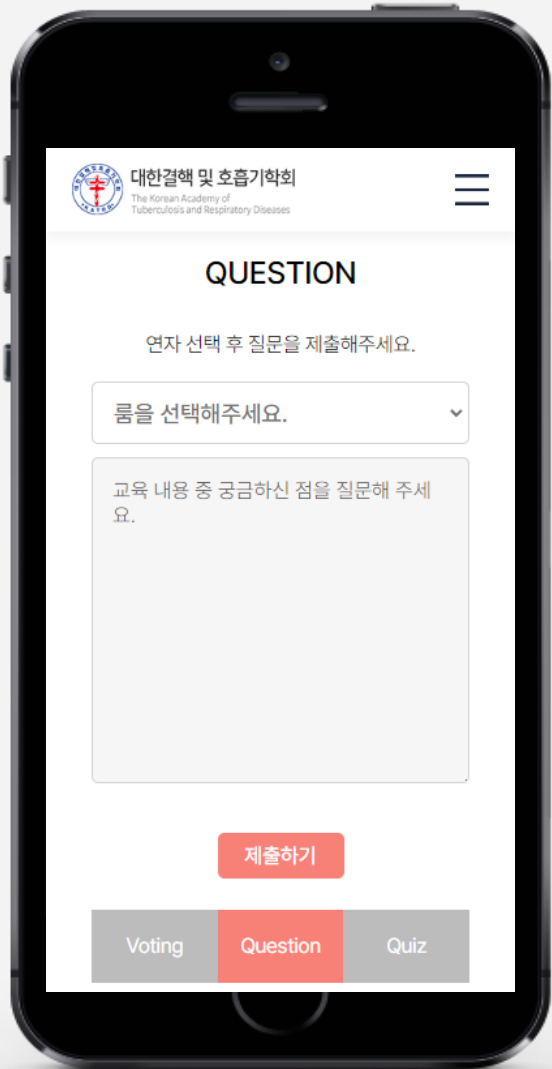 대한결핵 및 호흡기학회
The Korean Academy of
Tuberculosis and Respiratory Diseases
QUESTION
연자 선택 후 질문을 제출해주세요.
룸을 선택해주세요.
교육 내용 중 궁금하신 점을 질문해 주세
요.
제출하기
Voting Question Quiz